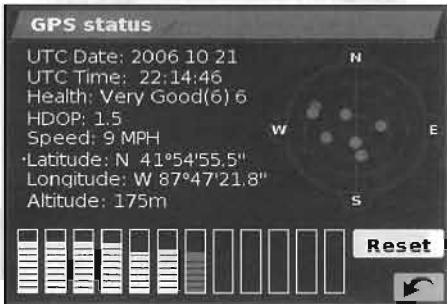 GPS status
UTC Date: 2006 10 21
UTC Time: 22:14:46
Health: Very Good(6) 6
HDOP: 1.5
Speed: 9 MPH
Latitude: N 41°54'55.5"
Longitude: W 87°47'21.8"
Altitude: 175m
N
W
E
S
Reset